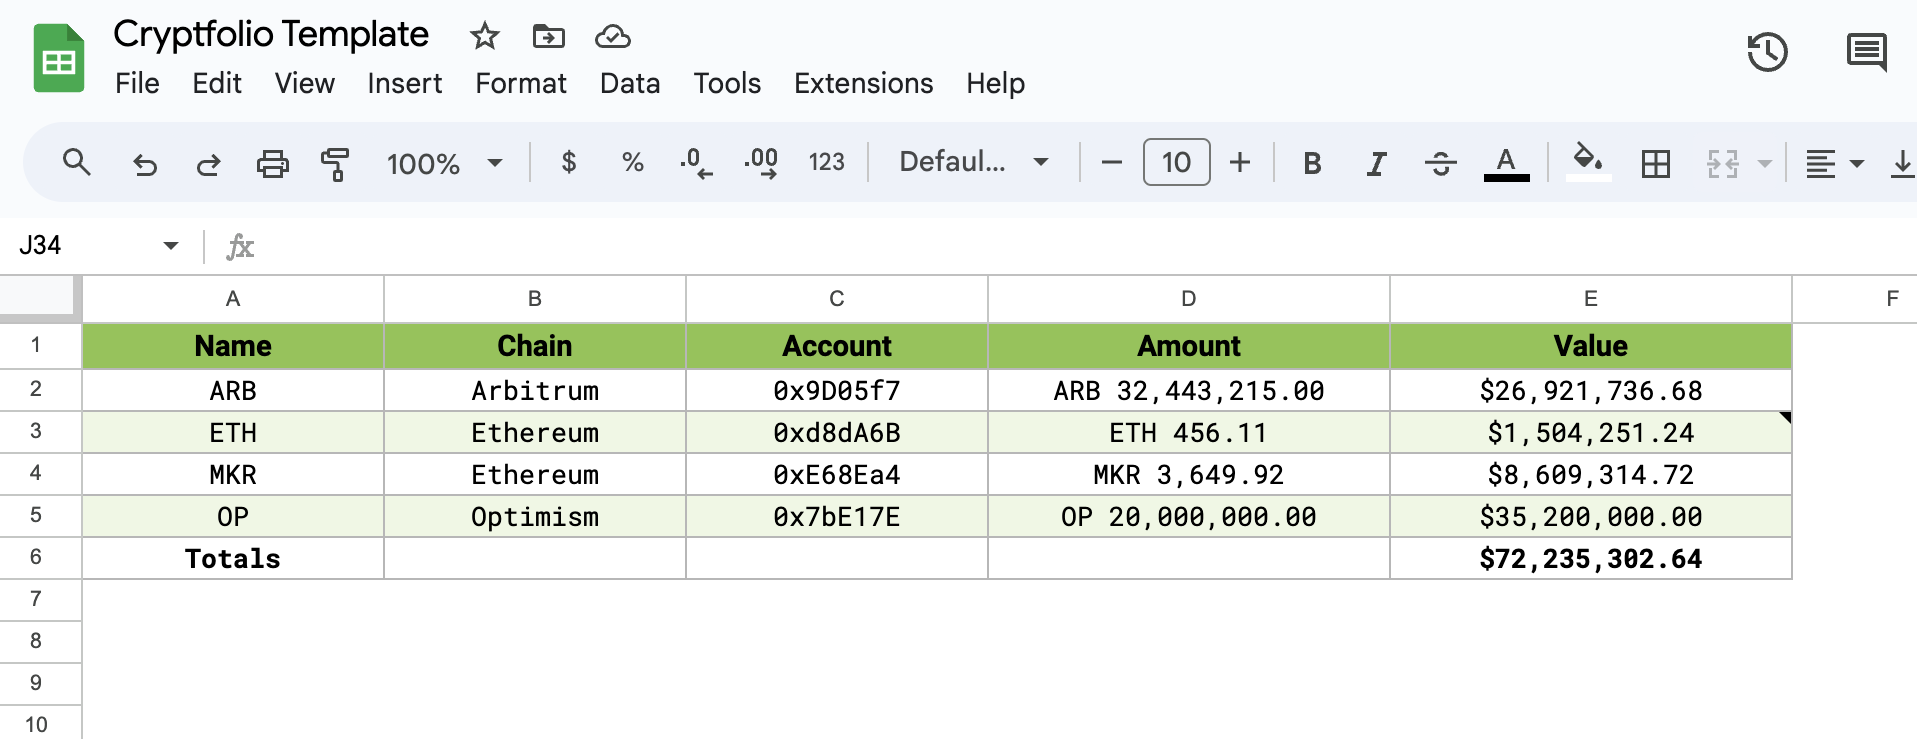 Cryptfolio Template
File Edit View Insert Format Data Tools Extensions Help
100% $ % .0 .00 123 Defaul... 10 B I S A
J34 fx
A B C D E F
1 Name Chain Account Amount Value
2 ARB Arbitrum 0x9D05f7 ARB 32,443,215.00 $26,921,736.68
3 ETH Ethereum 0xd8dA6B ETH 456.11 $1,504,251.24
4 MKR Ethereum 0xE68Ea4 MKR 3,649.92 $8,609,314.72
5 OP Optimism 0x7bE17E OP 20,000,000.00 $35,200,000.00
6 Totals $72,235,302.64
7
8
9
10